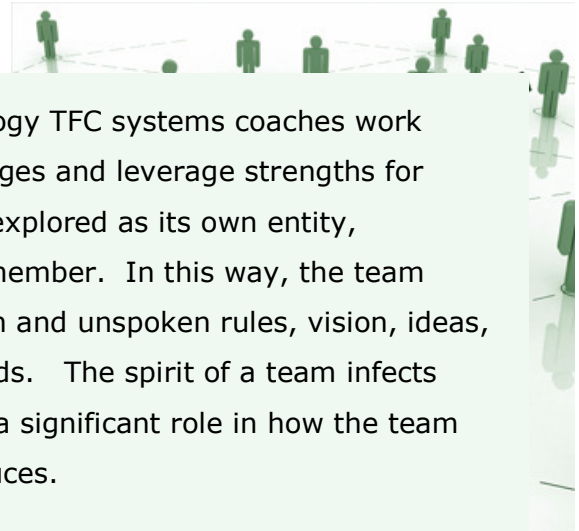 ogy TFC systems coaches work
ges and leverage strengths for
explored as its own entity,
member. In this way, the team
n and unspoken rules, vision, ideas,
ds. The spirit of a team infects
a significant role in how the team
uces.